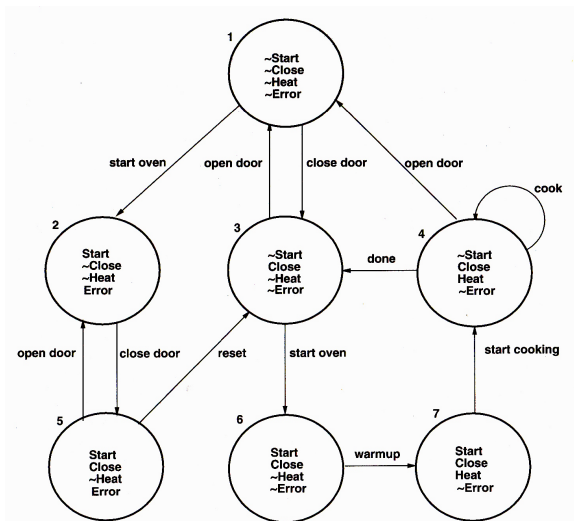 1
~Start
~Close
~Heat
~Error
start oven
open door
close door
open door
cook
2
Start
~Close
~Heat
Error
3
~Start
Close
~Heat
~Error
done
4
~Start
Close
Heat
~Error
open door
close door
reset
start oven
start cooking
5
Start
Close
~Heat
Error
6
Start
Close
~Heat
~Error
warmup
7
Start
Close
Heat
~Error